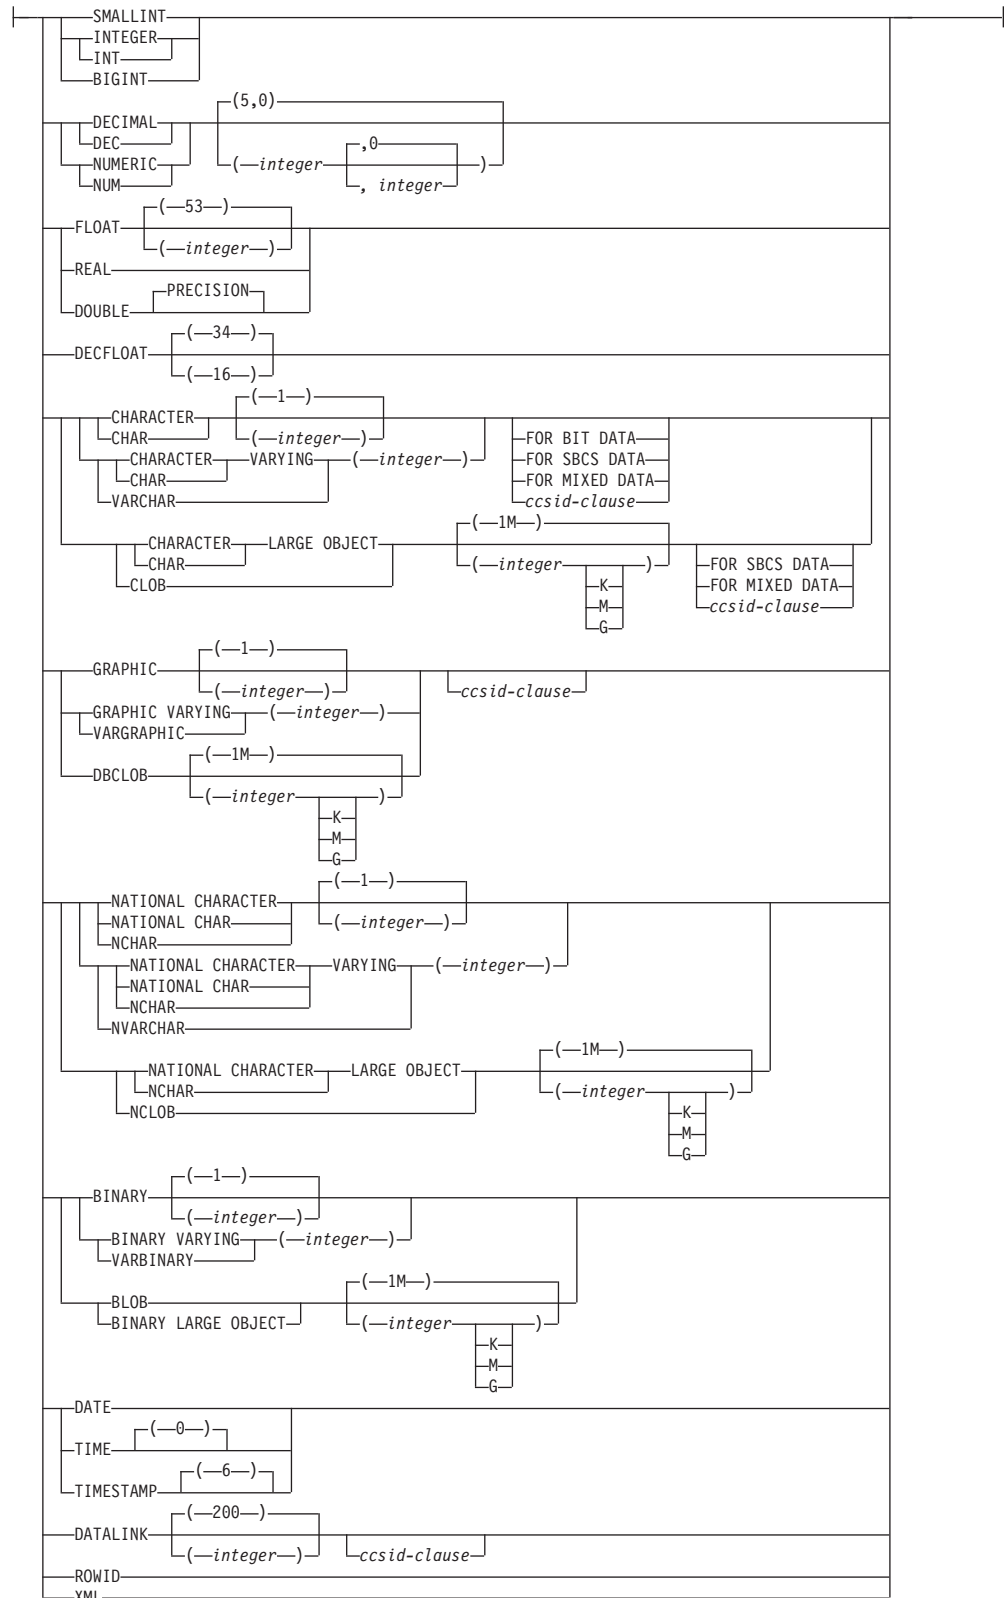 SMALLINT
INTEGER
INT
BIGINT
(5,0)
DECIMAL
DEC ,0
NUMERIC ( integer )
NUM , integer
( 53 )
FLOAT
( integer )
REAL
PRECISION
DOUBLE
( 34 )
DECFLOAT
( 16 )
( 1 )
CHARACTER
CHAR ( integer ) FOR BIT DATA
CHARACTER VARYING ( integer ) FOR SBCS DATA
CHAR FOR MIXED DATA
VARCHAR ccsid-clause
( 1M )
CHARACTER LARGE OBJECT
CHAR ( integer ) FOR SBCS DATA
CLOB K FOR MIXED DATA
M ccsid-clause
G
( 1 )
GRAPHIC
( integer ) ccsid-clause
GRAPHIC VARYING ( integer )
VARGRAPHIC
( 1M )
DBCLOB
( integer )
K
M
G
( 1 )
NATIONAL CHARACTER
NATIONAL CHAR ( integer )
NCHAR
NATIONAL CHARACTER VARYING ( integer )
NATIONAL CHAR
NCHAR
NVARCHAR
( 1M )
NATIONAL CHARACTER LARGE OBJECT
NCHAR ( integer )
NCLOB K
M
G
( 1 )
BINARY
( integer )
BINARY VARYING ( integer )
VARBINARY
( 1M )
BLOB
BINARY LARGE OBJECT ( integer )
K
M
G
DATE
( 0 )
TIME
( 6 )
TIMESTAMP
( 200 )
DATALINK
( integer ) ccsid-clause
ROWID
XML